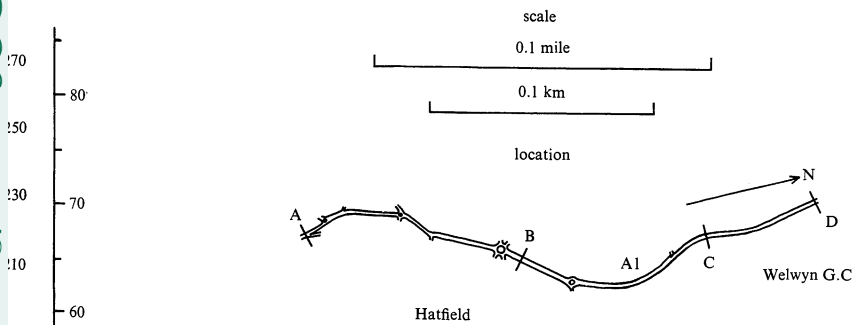 scale
0.1 mile
0.1 km
location
270
80
250
230
70
210
60
A
B
A1
C
D
N
Welwyn G.C
Hatfield